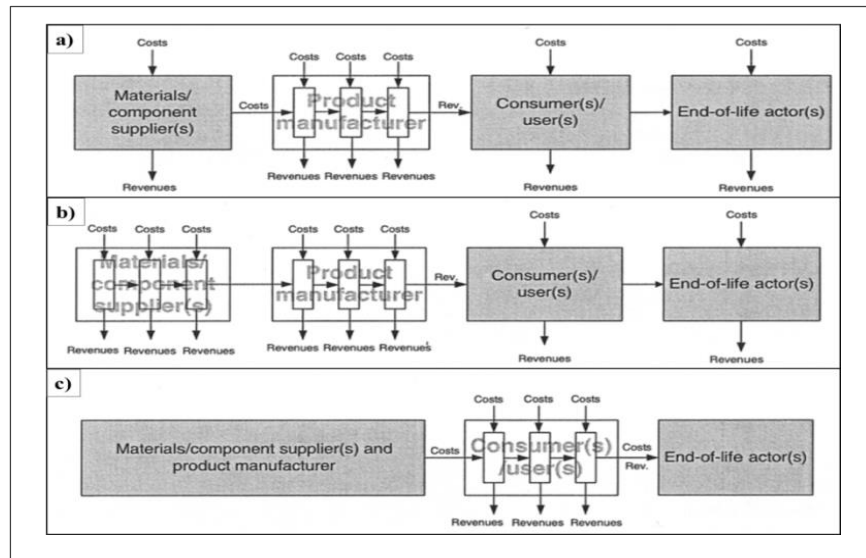 a)
Costs
Costs Costs Costs
Costs
Costs
Materials/
component
supplier(s)
Costs
Product
manufacturer
Rev.
Consumer(s)/
user(s)
End-of-life actor(s)
Revenues
Revenues Revenues Revenues
Revenues
Revenues
b)
Costs Costs Costs
Costs Costs Costs
Costs
Costs
Materials/
component
supplier(s)
Product
manufacturer
Rev.
Consumer(s)/
user(s)
End-of-life actor(s)
Revenues Revenues Revenues
Revenues Revenues Revenues
Revenues
Revenues
c)
Costs Costs Costs
Materials/component supplier(s) and
product manufacturer
Costs
Consumer(s)
/user(s)
Costs
Rev.
End-of-life actor(s)
Revenues Revenues Revenues